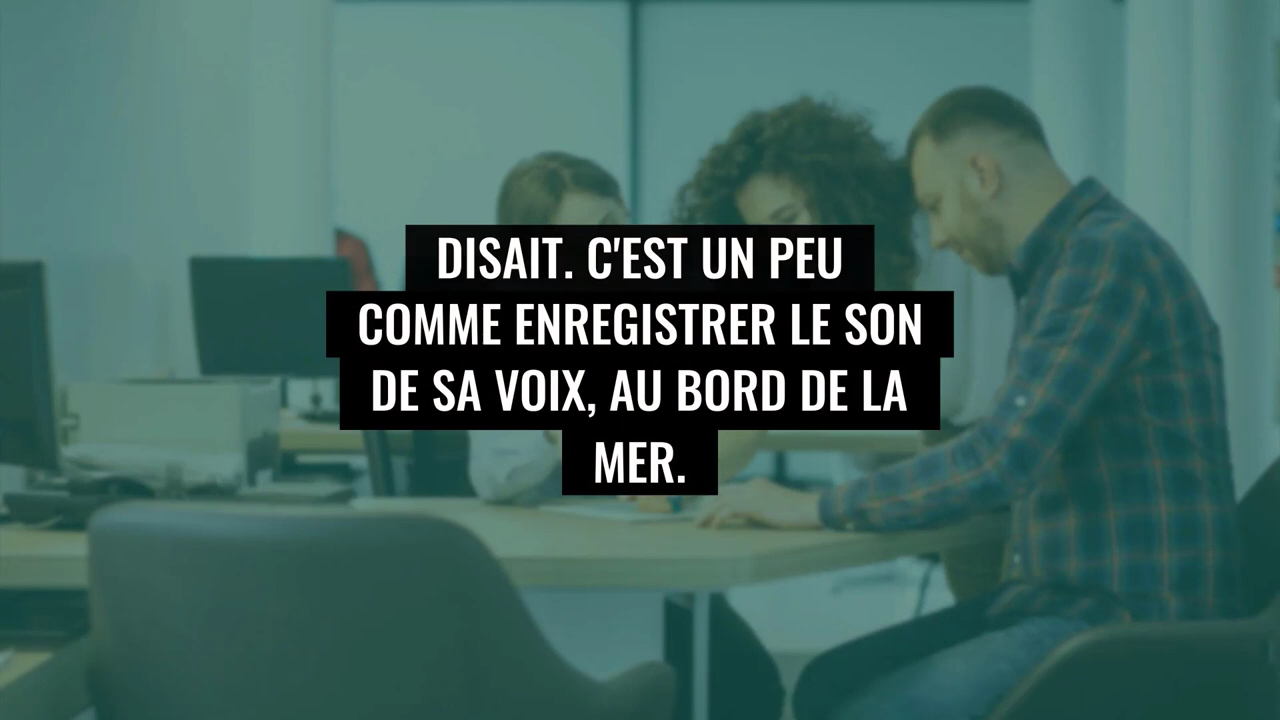 DISAIT. C'EST UN PEU
COMME ENREGISTRER LE SON
DE SA VOIX, AU BORD DE LA
MER.